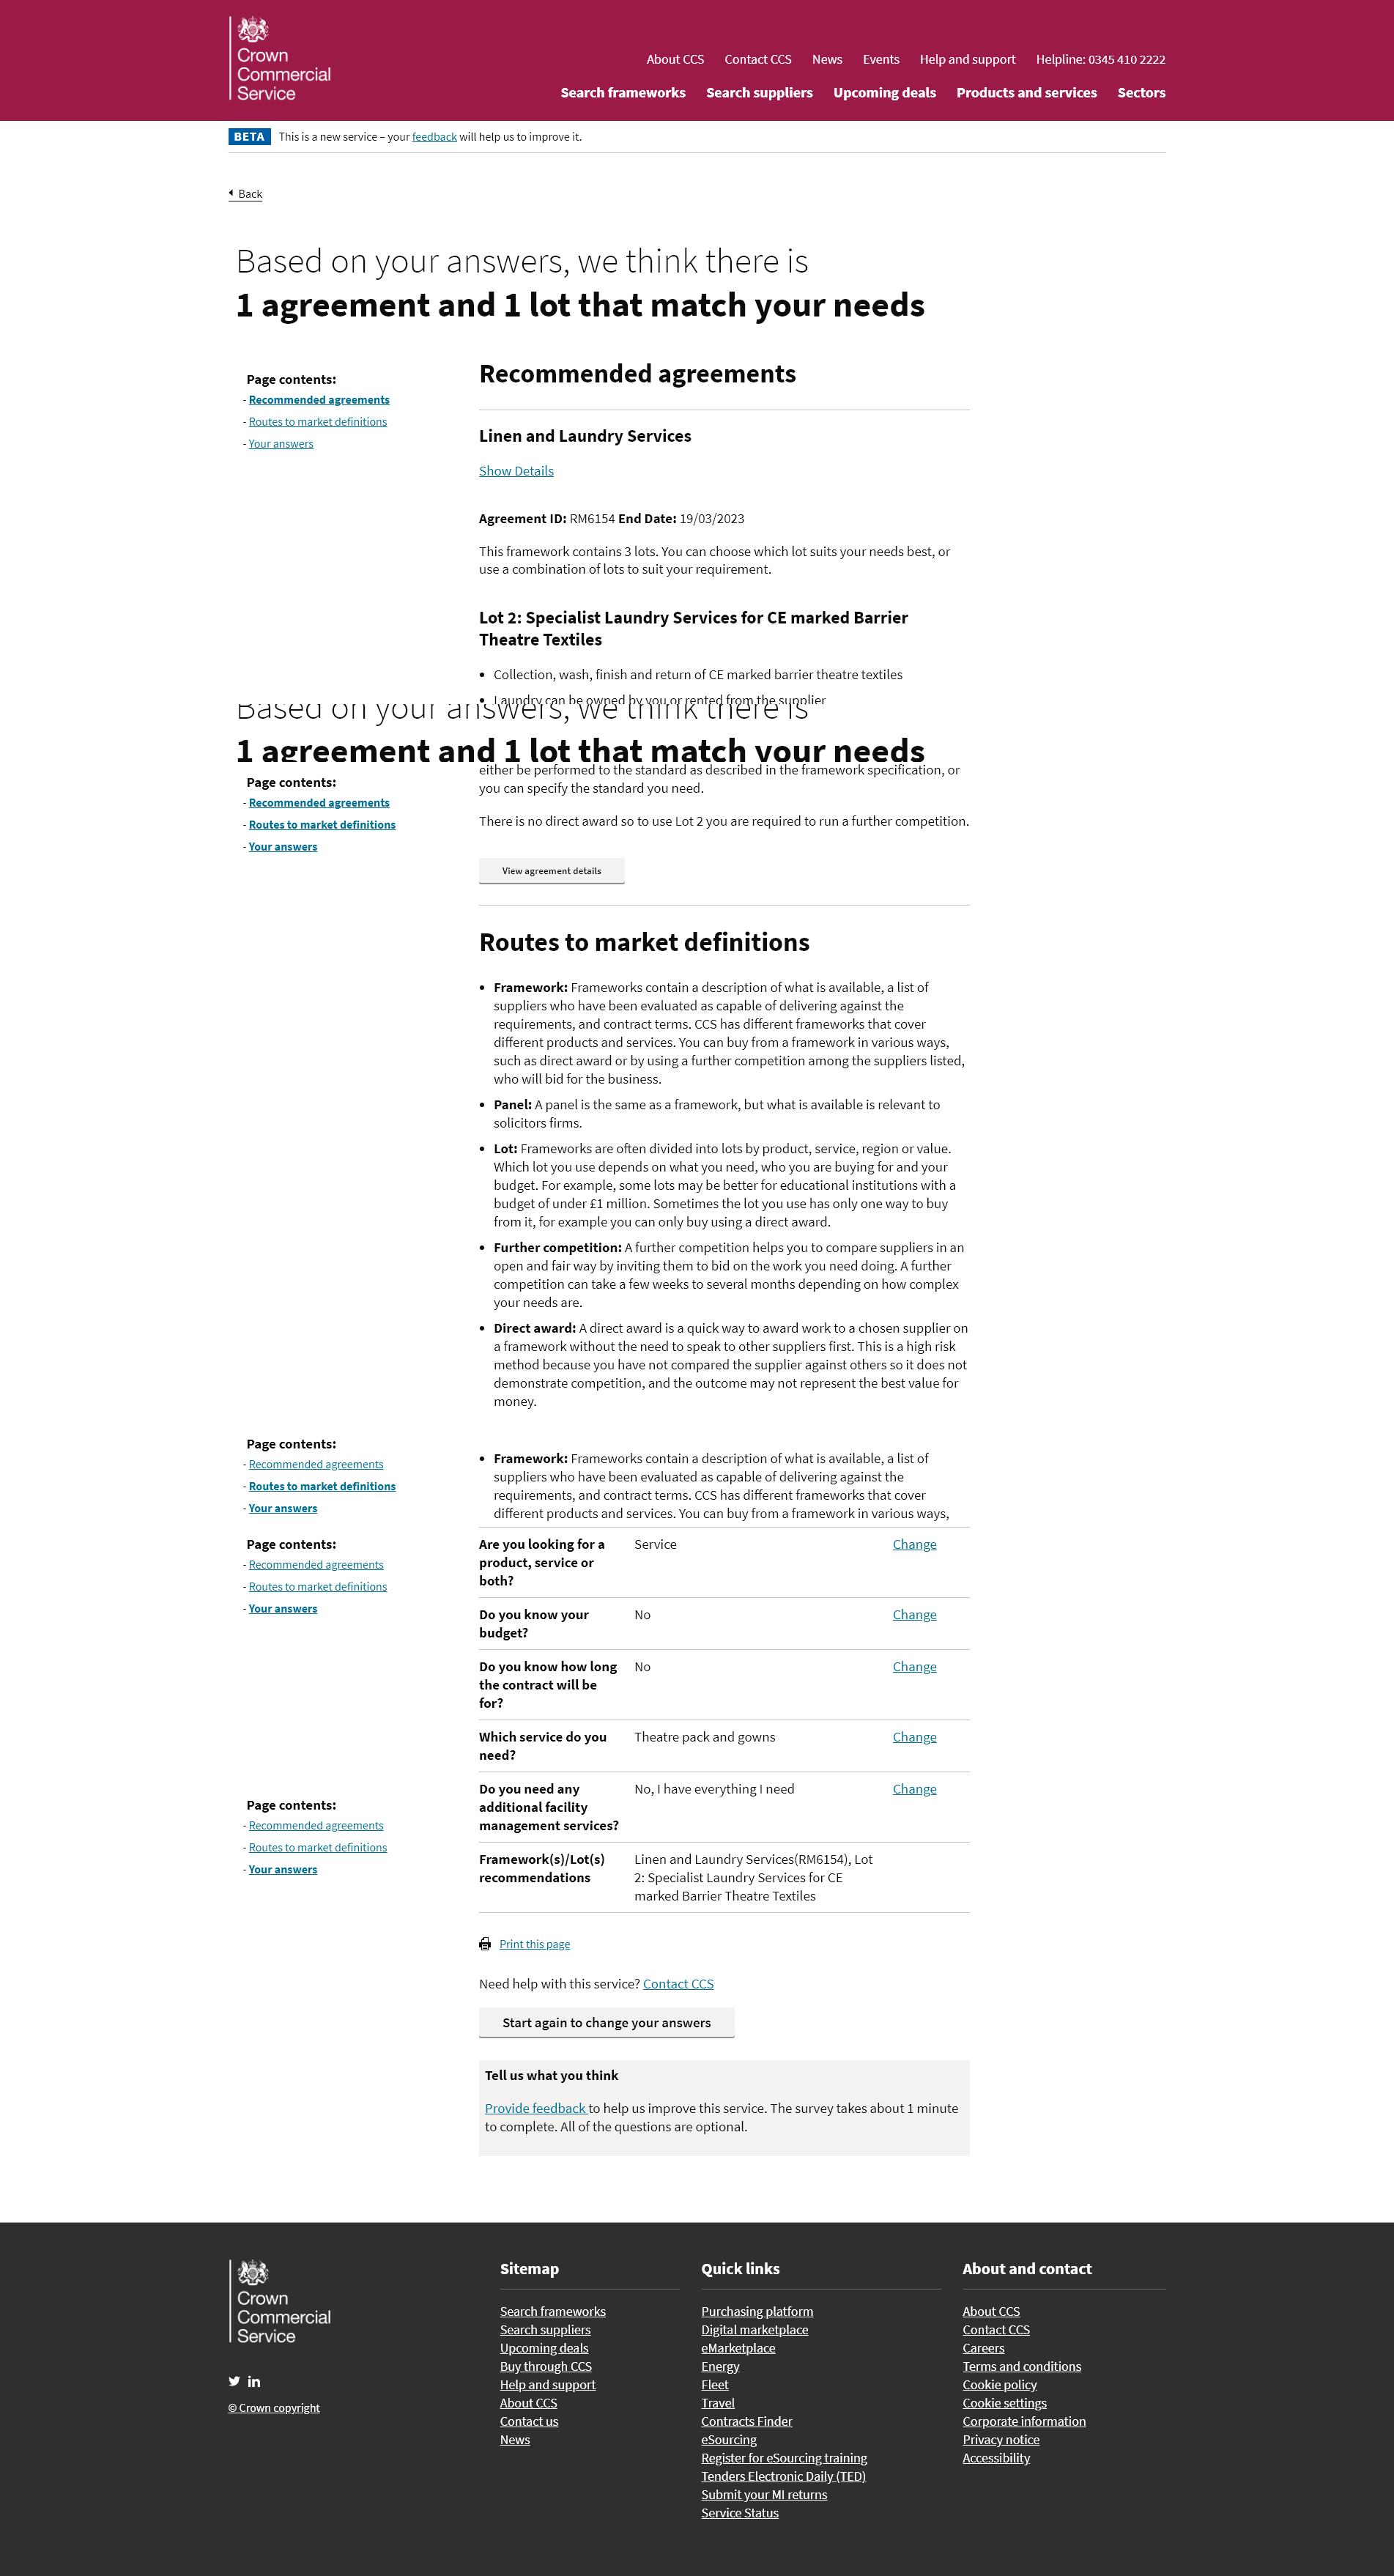 Crown
Commercial
Service
About CCS Contact CCS News Events Help and support Helpline: 0345 410 2222
Search frameworks Search suppliers Upcoming deals Products and services Sectors
BETA This is a new service – your feedback will help us to improve it.
Back
Based on your answers, we think there is
1 agreement and 1 lot that match your needs
Page contents:
- Recommended agreements
- Routes to market definitions
- Your answers
Recommended agreements
Linen and Laundry Services
Show Details
Agreement ID: RM6154 End Date: 19/03/2023
This framework contains 3 lots. You can choose which lot suits your needs best, or
use a combination of lots to suit your requirement.
Lot 2: Specialist Laundry Services for CE marked Barrier
Theatre Textiles
• Collection, wash, finish and return of CE marked barrier theatre textiles
• Laundry can be owned by you or rented from the supplier
Based on your answers, we think there is
1 agreement and 1 lot that match your needs
Page contents:
- Recommended agreements
- Routes to market definitions
- Your answers
either be performed to the standard as described in the framework specification, or
you can specify the standard you need.
There is no direct award so to use Lot 2 you are required to run a further competition.
View agreement details
Routes to market definitions
• Framework: Frameworks contain a description of what is available, a list of
suppliers who have been evaluated as capable of delivering against the
requirements, and contract terms. CCS has different frameworks that cover
different products and services. You can buy from a framework in various ways,
such as direct award or by using a further competition among the suppliers listed,
who will bid for the business.
• Panel: A panel is the same as a framework, but what is available is relevant to
solicitors firms.
• Lot: Frameworks are often divided into lots by product, service, region or value.
Which lot you use depends on what you need, who you are buying for and your
budget. For example, some lots may be better for educational institutions with a
budget of under £1 million. Sometimes the lot you use has only one way to buy
from it, for example you can only buy using a direct award.
• Further competition: A further competition helps you to compare suppliers in an
open and fair way by inviting them to bid on the work you need doing. A further
competition can take a few weeks to several months depending on how complex
your needs are.
• Direct award: A direct award is a quick way to award work to a chosen supplier on
a framework without the need to speak to other suppliers first. This is a high risk
method because you have not compared the supplier against others so it does not
demonstrate competition, and the outcome may not represent the best value for
money.
Page contents:
- Recommended agreements
- Routes to market definitions
- Your answers
• Framework: Frameworks contain a description of what is available, a list of
suppliers who have been evaluated as capable of delivering against the
requirements, and contract terms. CCS has different frameworks that cover
different products and services. You can buy from a framework in various ways,
Page contents:
- Recommended agreements
- Routes to market definitions
- Your answers
Are you looking for a Service Change
product, service or
both?
Do you know your No Change
budget?
Do you know how long No Change
the contract will be
for?
Which service do you Theatre pack and gowns Change
need?
Do you need any No, I have everything I need Change
additional facility
management services?
Page contents:
- Recommended agreements
- Routes to market definitions
- Your answers
Framework(s)/Lot(s) Linen and Laundry Services(RM6154), Lot
recommendations 2: Specialist Laundry Services for CE
marked Barrier Theatre Textiles
Print this page
Need help with this service? Contact CCS
Start again to change your answers
Tell us what you think
Provide feedback to help us improve this service. The survey takes about 1 minute
to complete. All of the questions are optional.
Crown
Commercial
Service
© Crown copyright
Sitemap
Search frameworks
Search suppliers
Upcoming deals
Buy through CCS
Help and support
About CCS
Contact us
News
Quick links
Purchasing platform
Digital marketplace
eMarketplace
Energy
Fleet
Travel
Contracts Finder
eSourcing
Register for eSourcing training
Tenders Electronic Daily (TED)
Submit your MI returns
Service Status
About and contact
About CCS
Contact CCS
Careers
Terms and conditions
Cookie policy
Cookie settings
Corporate information
Privacy notice
Accessibility